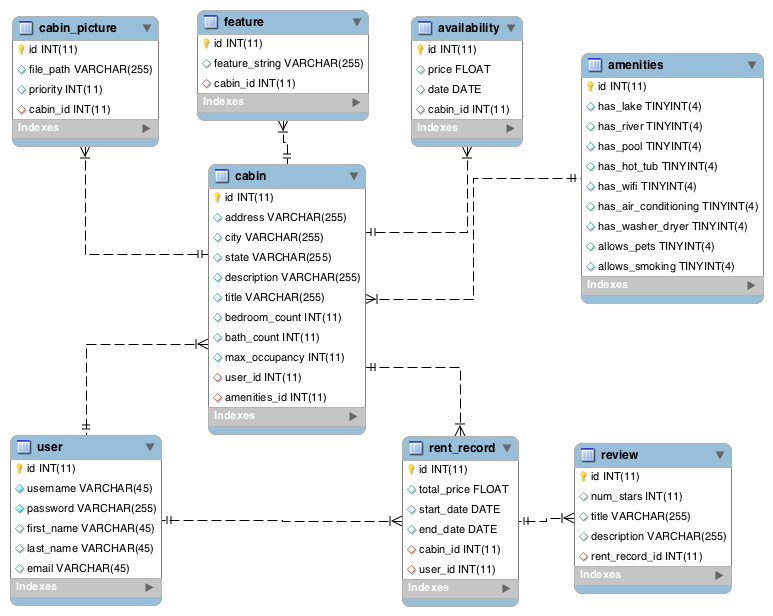 cabin_picture
id INT(11)
file_path VARCHAR(255)
priority INT(11)
cabin_id INT(11)
Indexes
feature
id INT(11)
feature_string VARCHAR(255)
cabin_id INT(11)
Indexes
availability
id INT(11)
price FLOAT
date DATE
cabin_id INT(11)
Indexes
amenities
id INT(11)
has_lake TINYINT(4)
has_river TINYINT(4)
has_pool TINYINT(4)
has_hot_tub TINYINT(4)
has_wifi TINYINT(4)
has_air_conditioning TINYINT(4)
has_washer_dryer TINYINT(4)
allows_pets TINYINT(4)
allows_smoking TINYINT(4)
Indexes
cabin
id INT(11)
address VARCHAR(255)
city VARCHAR(255)
state VARCHAR(255)
description VARCHAR(255)
title VARCHAR(255)
bedroom_count INT(11)
bath_count INT(11)
max_occupancy INT(11)
user_id INT(11)
amenities_id INT(11)
Indexes
user
id INT(11)
username VARCHAR(45)
password VARCHAR(255)
first_name VARCHAR(45)
last_name VARCHAR(45)
email VARCHAR(45)
Indexes
rent_record
id INT(11)
total_price FLOAT
start_date DATE
end_date DATE
cabin_id INT(11)
user_id INT(11)
Indexes
review
id INT(11)
num_stars INT(11)
title VARCHAR(255)
description VARCHAR(255)
rent_record_id INT(11)
Indexes